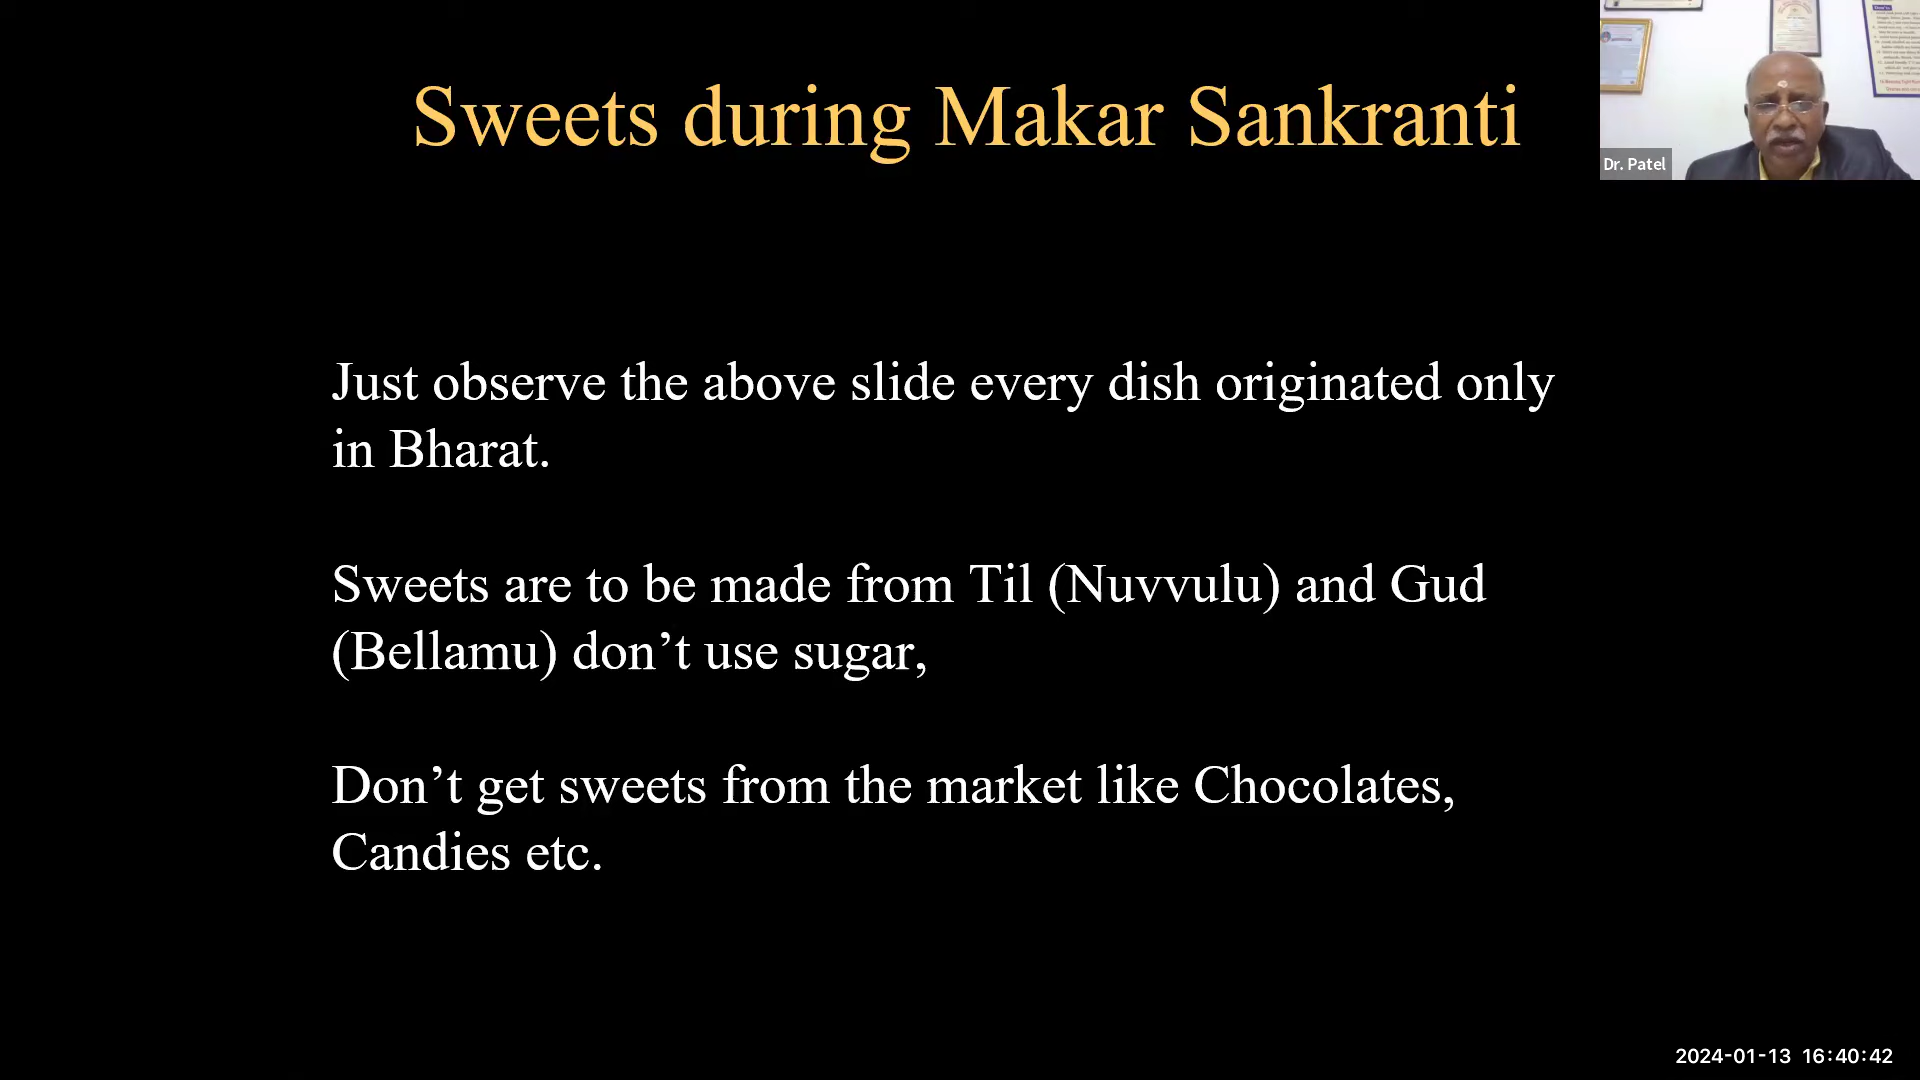 Sweets during Makar Sankranti
Dr. Patel
Just observe the above slide every dish originated only
in Bharat.
Sweets are to be made from Til (Nuvvulu) and Gud
(Bellamu) don’t use sugar,
Don’t get sweets from the market like Chocolates,
Candies etc.
2024-01-13 16:40:42